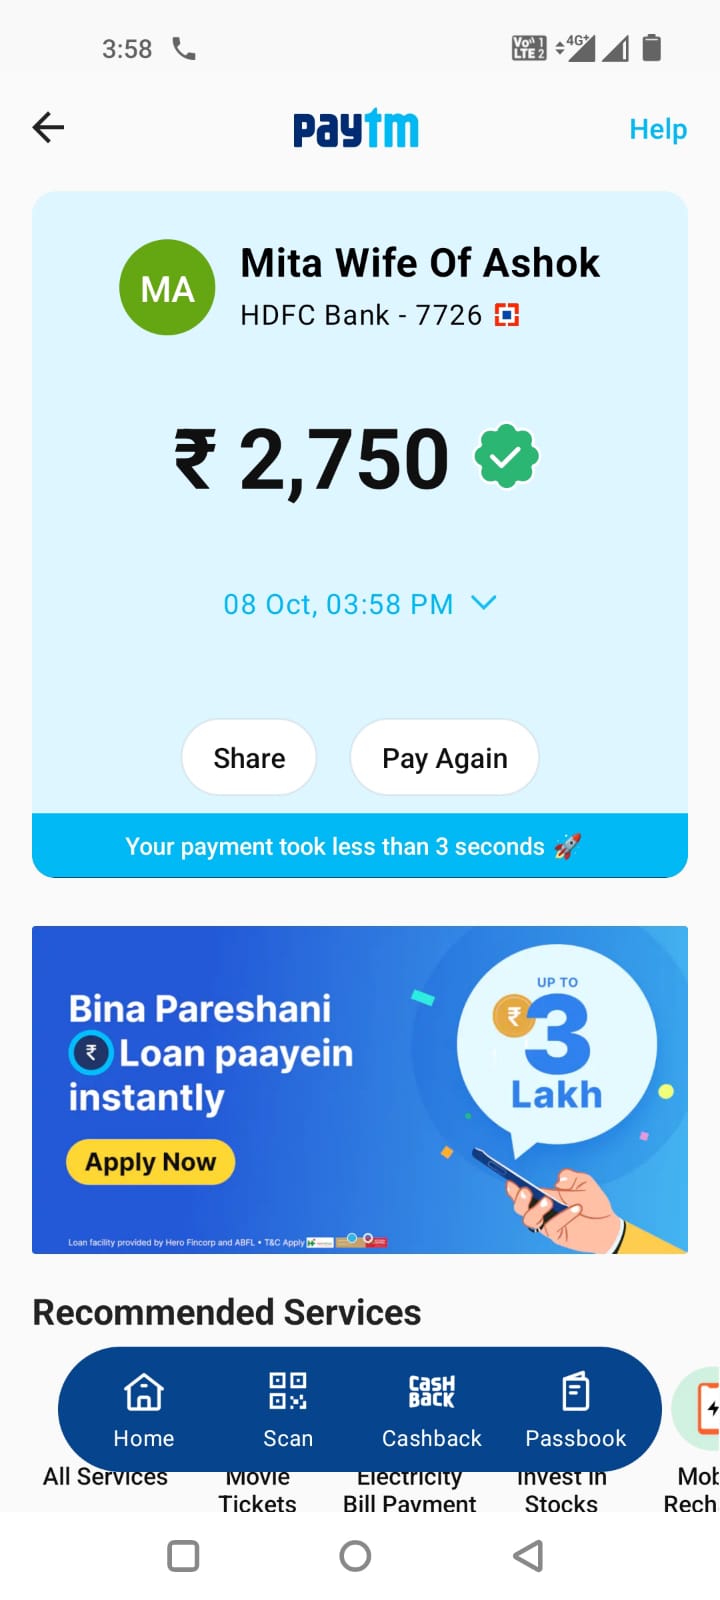 3:58
Vo)) 1
LTE 2
4G+
paytm
Help
MA
Mita Wife Of Ashok
HDFC Bank - 7726
₹ 2,750
08 Oct, 03:58 PM
Share
Pay Again
Your payment took less than 3 seconds 🚀
Bina Pareshani
₹ Loan paayein
instantly
Apply Now
UP TO
₹ 3
Lakh
Loan facility provided by Hero Fincorp and ABFL • T&C Apply
Recommended Services
CASH
BACK
Home
Scan
Cashback
Passbook
All Services
Movie
Tickets
Electricity
Bill Payment
Invest In
Stocks
Mob
Rech